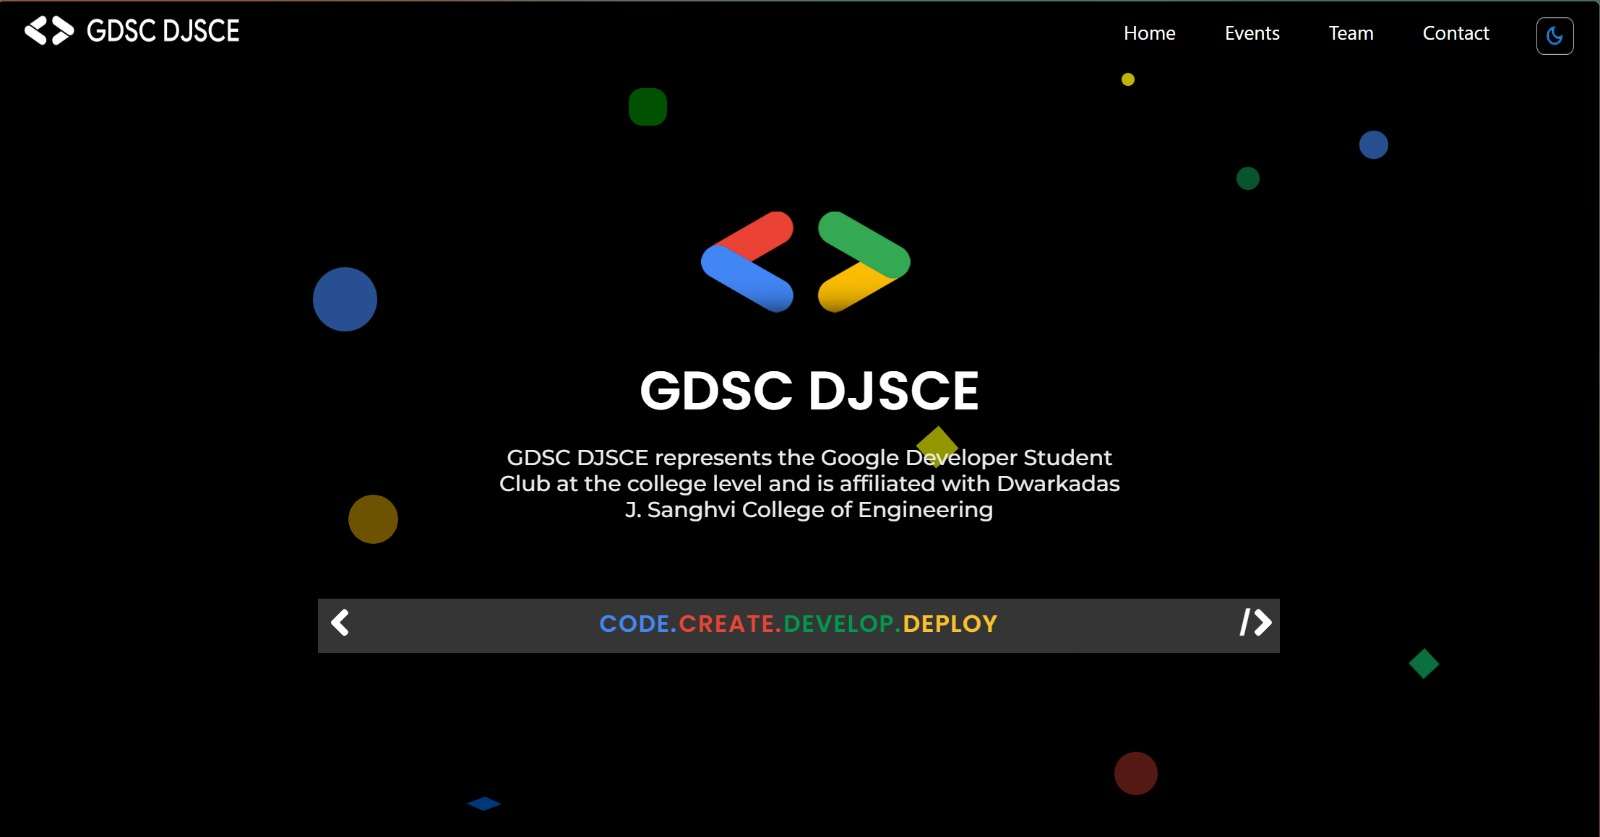 GDSC DJSCE
Home Events Team Contact
GDSC DJSCE
GDSC DJSCE represents the Google Developer Student
Club at the college level and is affiliated with Dwarkadas
J. Sanghvi College of Engineering
< CODE.CREATE.DEVELOP.DEPLOY />